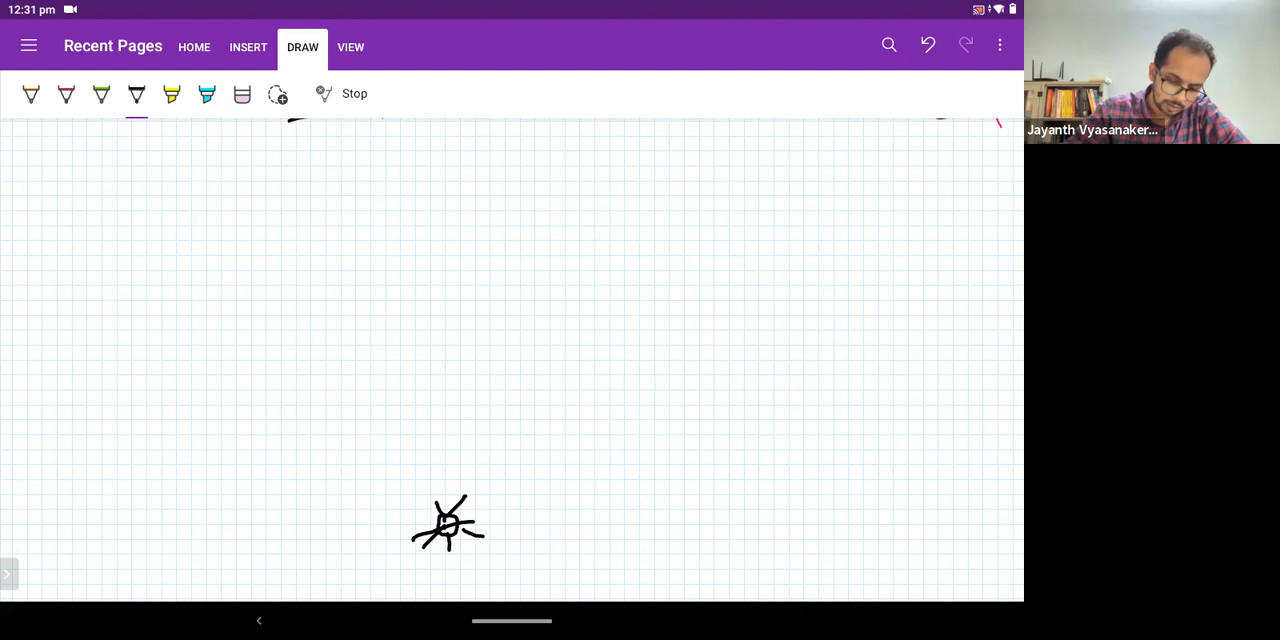 12:31 pm
Recent Pages HOME INSERT DRAW VIEW
Stop
Jayanth Vyasanaker...